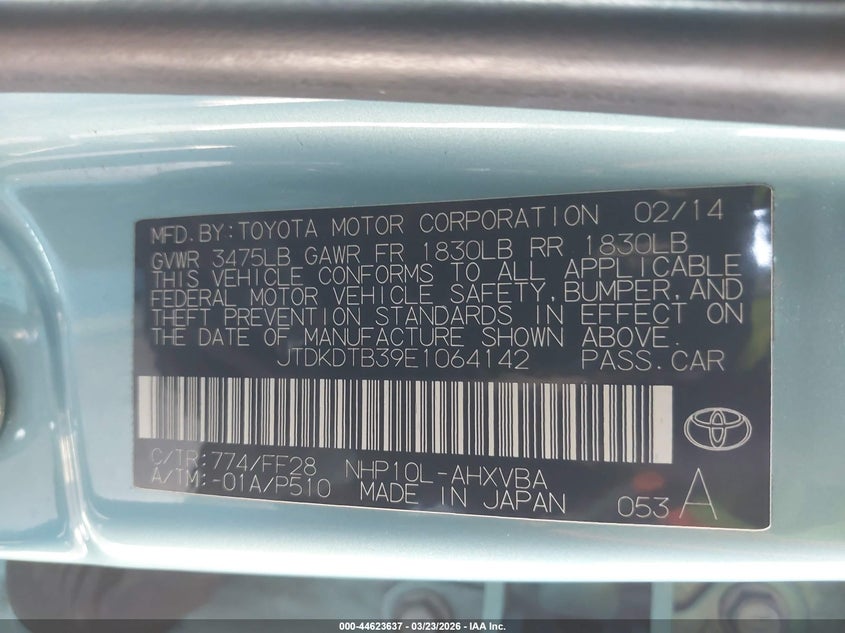 MFD.BY:TOYOTA MOTOR CORPORATION 02/14
GVWR 3475LB GAWR FR 1830LB RR 1830LB
THIS VEHICLE CONFORMS TO ALL APPLICABLE
FEDERAL MOTOR VEHICLE SAFETY,BUMPER,AND
THEFT PREVENTION STANDARDS IN EFFECT ON
THE DATE OF MANUFACTURE SHOWN ABOVE.
JTDKDTB39E1064142 PASS.CAR
C/TR:774/FF28 NHP10L-AHXVBA
A/TM:-01A/P510 MADE IN JAPAN 053 A
000-44623637 - 03/23/2026 - IAA Inc.